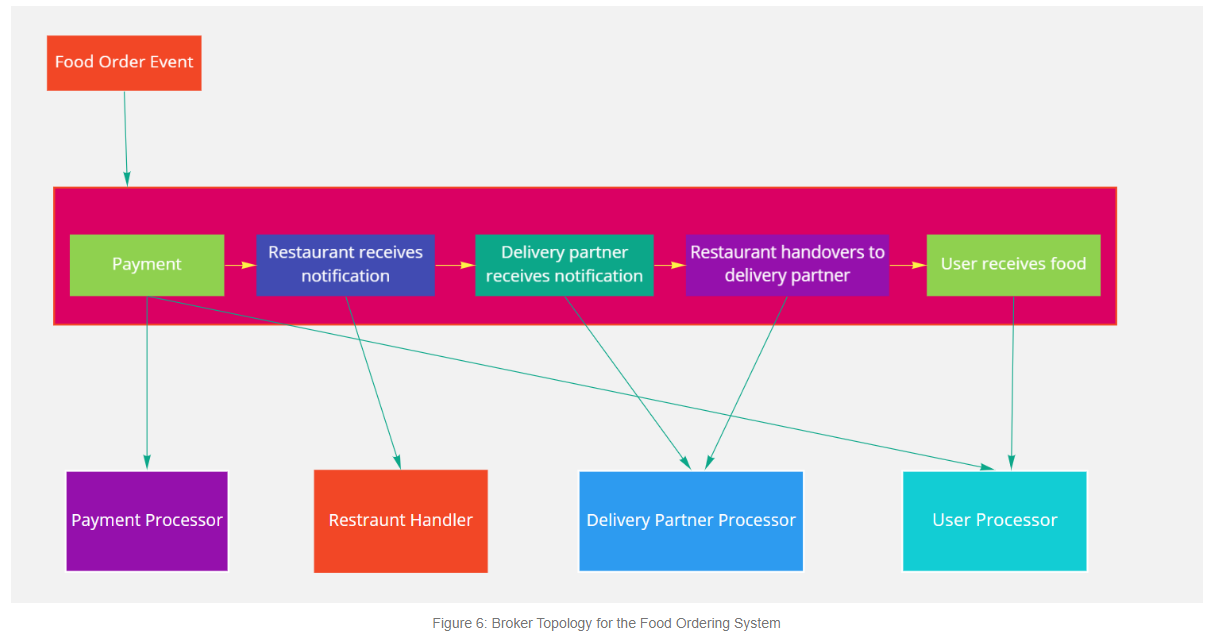 Food Order Event
Payment
Restaurant receives
notification
Delivery partner
receives notification
Restaurant handovers to
delivery partner
User receives food
Payment Processor
Restraunt Handler
Delivery Partner Processor
User Processor
Figure 6: Broker Topology for the Food Ordering System